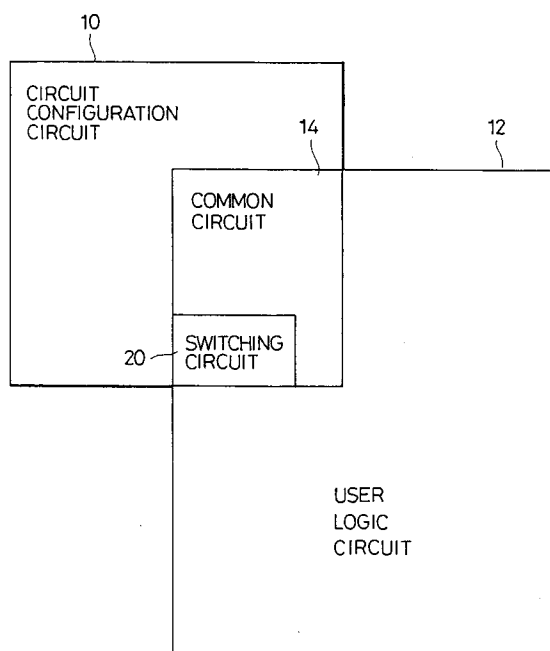 10
CIRCUIT
CONFIGURATION
CIRCUIT
14
12
COMMON
CIRCUIT
20
SWITCHING
CIRCUIT
USER
LOGIC
CIRCUIT